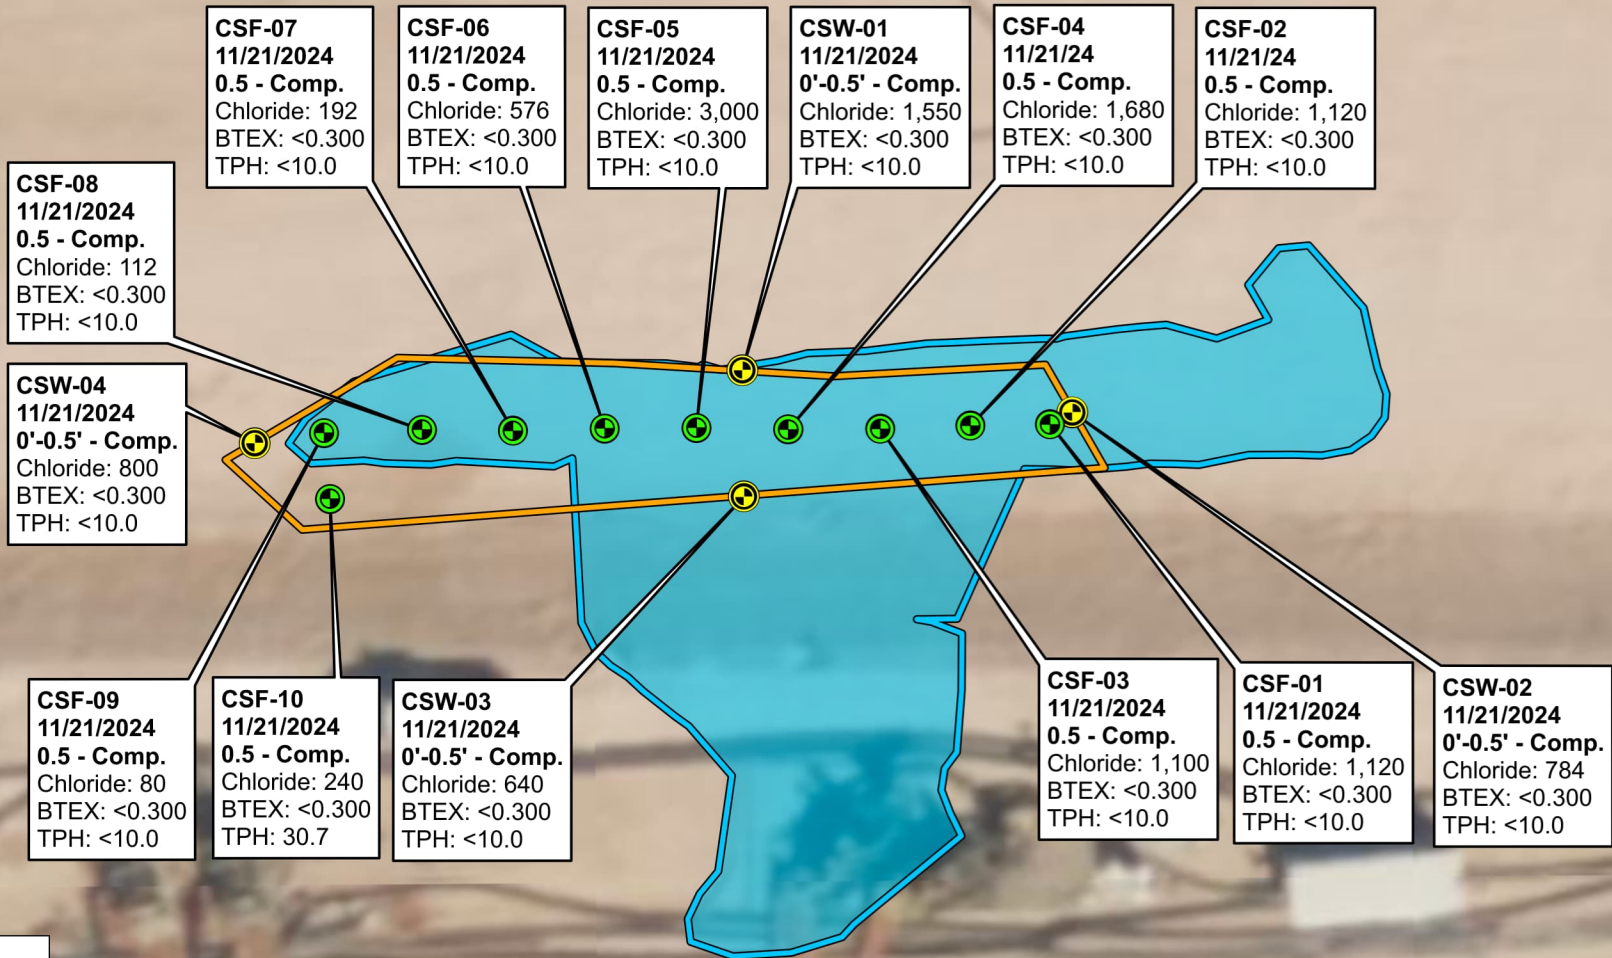 CSF-07
11/21/2024
0.5 - Comp.
Chloride: 192
BTEX: <0.300
TPH: <10.0
CSF-06
11/21/2024
0.5 - Comp.
Chloride: 576
BTEX: <0.300
TPH: <10.0
CSF-05
11/21/2024
0.5 - Comp.
Chloride: 3,000
BTEX: <0.300
TPH: <10.0
CSW-01
11/21/2024
0'-0.5' - Comp.
Chloride: 1,550
BTEX: <0.300
TPH: <10.0
CSF-04
11/21/24
0.5 - Comp.
Chloride: 1,680
BTEX: <0.300
TPH: <10.0
CSF-02
11/21/24
0.5 - Comp.
Chloride: 1,120
BTEX: <0.300
TPH: <10.0
CSF-08
11/21/2024
0.5 - Comp.
Chloride: 112
BTEX: <0.300
TPH: <10.0
CSW-04
11/21/2024
0'-0.5' - Comp.
Chloride: 800
BTEX: <0.300
TPH: <10.0
CSF-09
11/21/2024
0.5 - Comp.
Chloride: 80
BTEX: <0.300
TPH: <10.0
CSF-10
11/21/2024
0.5 - Comp.
Chloride: 240
BTEX: <0.300
TPH: 30.7
CSW-03
11/21/2024
0'-0.5' - Comp.
Chloride: 640
BTEX: <0.300
TPH: <10.0
CSF-03
11/21/2024
0.5 - Comp.
Chloride: 1,100
BTEX: <0.300
TPH: <10.0
CSF-01
11/21/2024
0.5 - Comp.
Chloride: 1,120
BTEX: <0.300
TPH: <10.0
CSW-02
11/21/2024
0'-0.5' - Comp.
Chloride: 784
BTEX: <0.300
TPH: <10.0